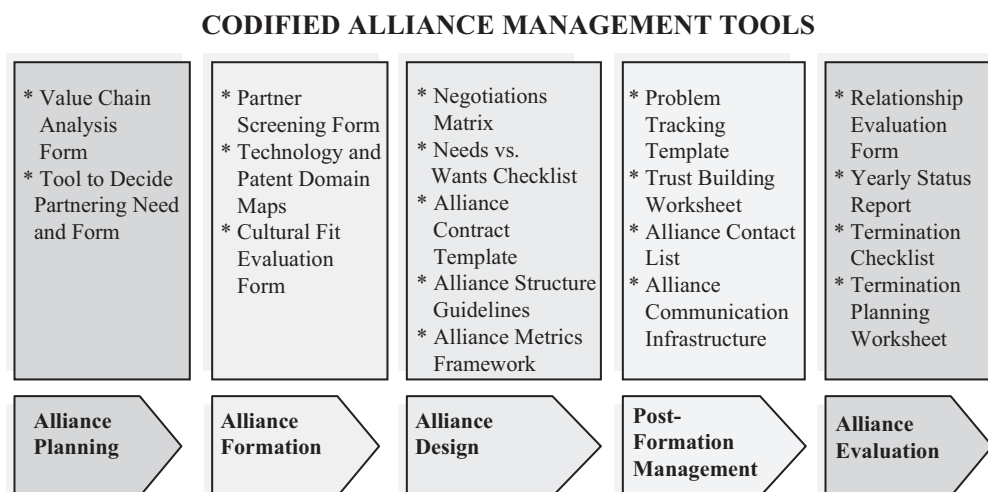 CODIFIED ALLIANCE MANAGEMENT TOOLS
* Value Chain
Analysis
Form
* Tool to Decide
Partnering Need
and Form
* Partner
Screening Form
* Technology and
Patent Domain
Maps
* Cultural Fit
Evaluation
Form
* Negotiations
Matrix
* Needs vs.
Wants Checklist
* Alliance
Contract
Template
* Alliance Structure
Guidelines
* Alliance Metrics
Framework
* Problem
Tracking
Template
* Trust Building
Worksheet
* Alliance Contact
List
* Alliance
Communication
Infrastructure
* Relationship
Evaluation
Form
* Yearly Status
Report
* Termination
Checklist
* Termination
Planning
Worksheet
Alliance
Planning
Alliance
Formation
Alliance
Design
Post-
Formation
Management
Alliance
Evaluation